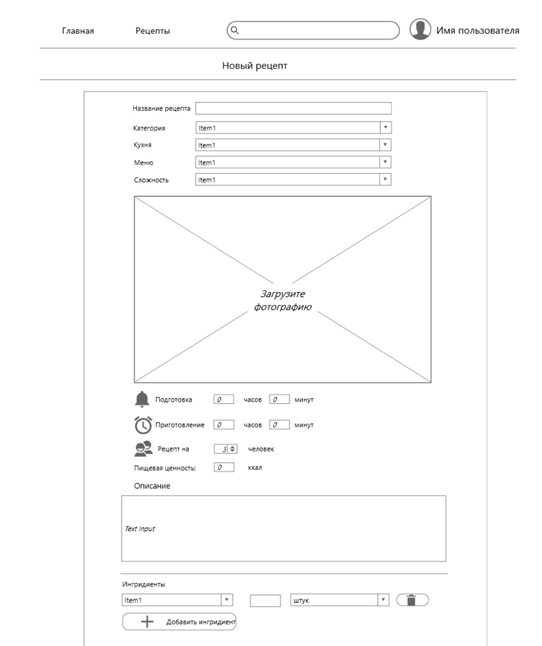 Главная Рецепты Имя пользователя
Новый рецепт
Название рецепта
Категория Item1
Кухня Item1
Меню Item1
Сложность Item1
Загрузите
фотографию
Подготовка 0 часов 0 минут
Приготовление 0 часов 0 минут
Рецепт на 3 человек
Пищевая ценность: 0 ккал
Описание
Text Input
Ингридиенты
Item1 штук
Добавить ингридиент